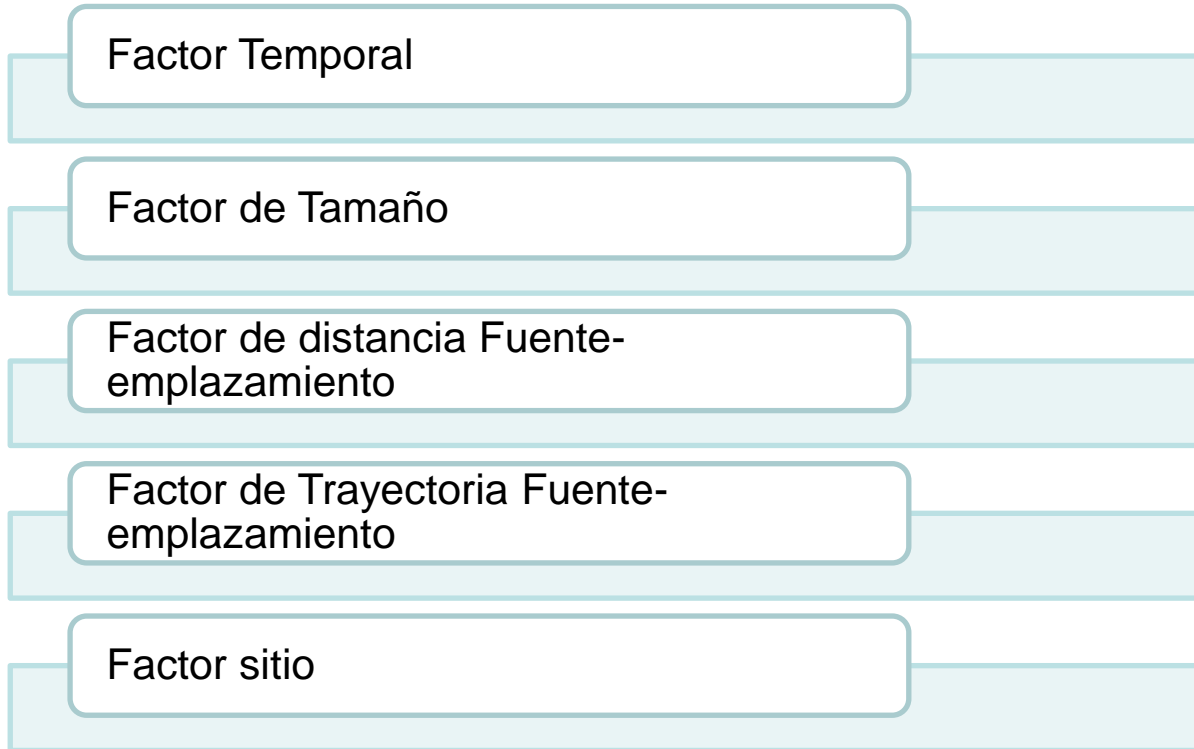 Factor Temporal
Factor de Tamaño
Factor de distancia Fuente-
emplazamiento
Factor de Trayectoria Fuente-
emplazamiento
Factor sitio